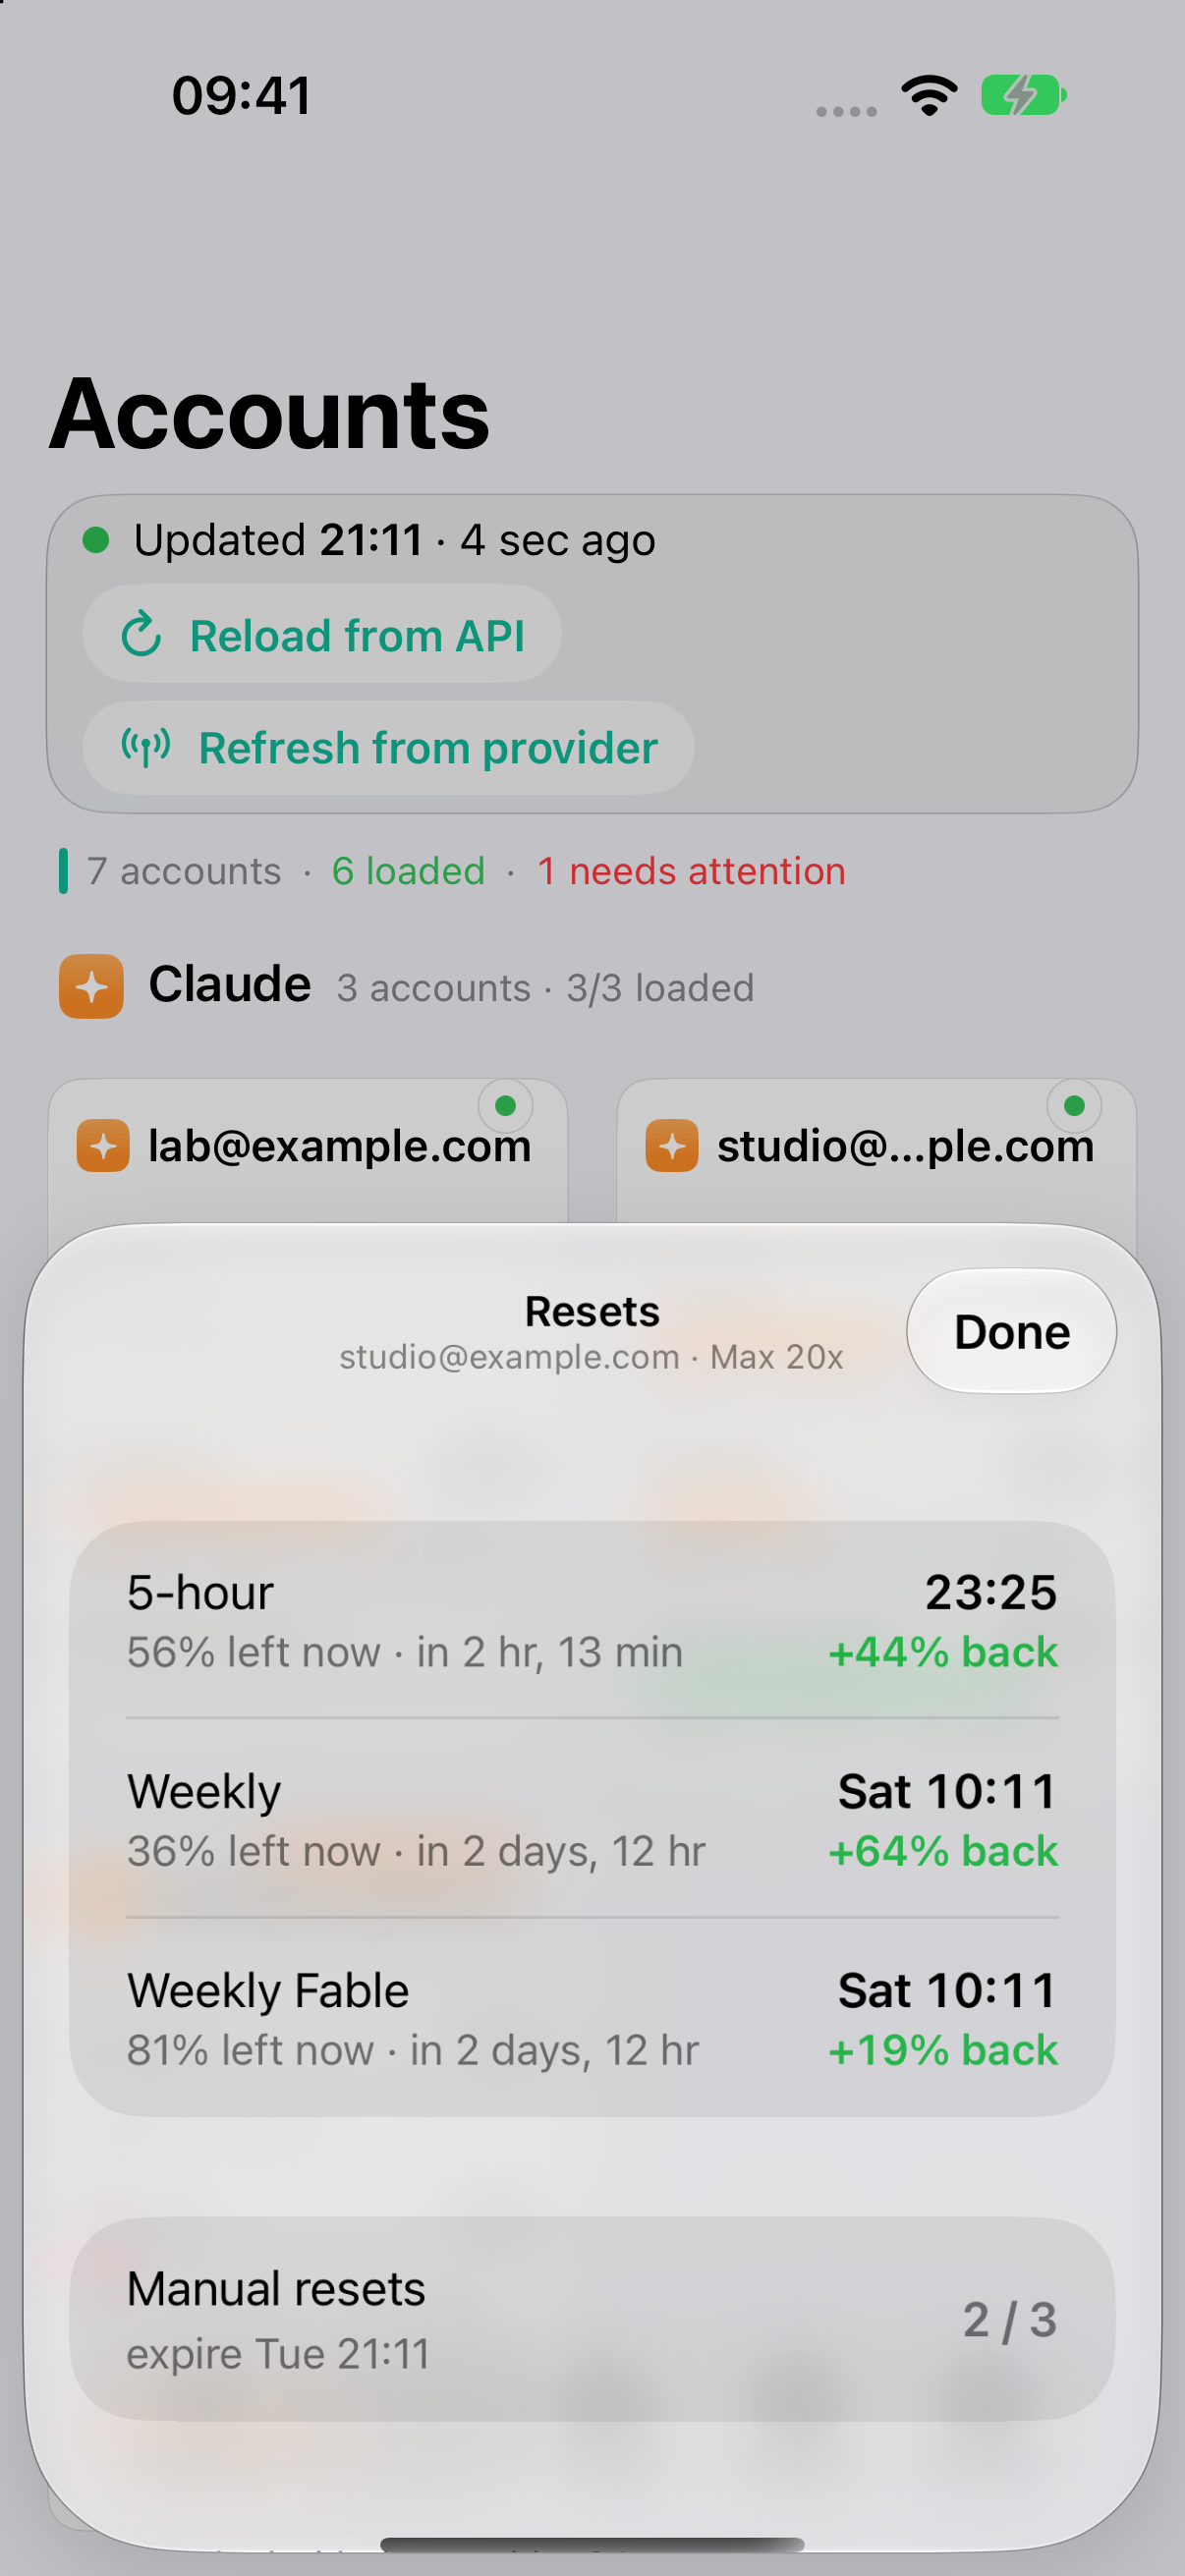 09:41
Accounts
Updated 21:11 · 4 sec ago
Reload from API
Refresh from provider
7 accounts · 6 loaded · 1 needs attention
Claude 3 accounts · 3/3 loaded
lab@example.com
studio@...ple.com
Resets
studio@example.com · Max 20x
Done
5-hour 23:25
56% left now · in 2 hr, 13 min +44% back
Weekly Sat 10:11
36% left now · in 2 days, 12 hr +64% back
Weekly Fable Sat 10:11
81% left now · in 2 days, 12 hr +19% back
Manual resets 2 / 3
expire Tue 21:11